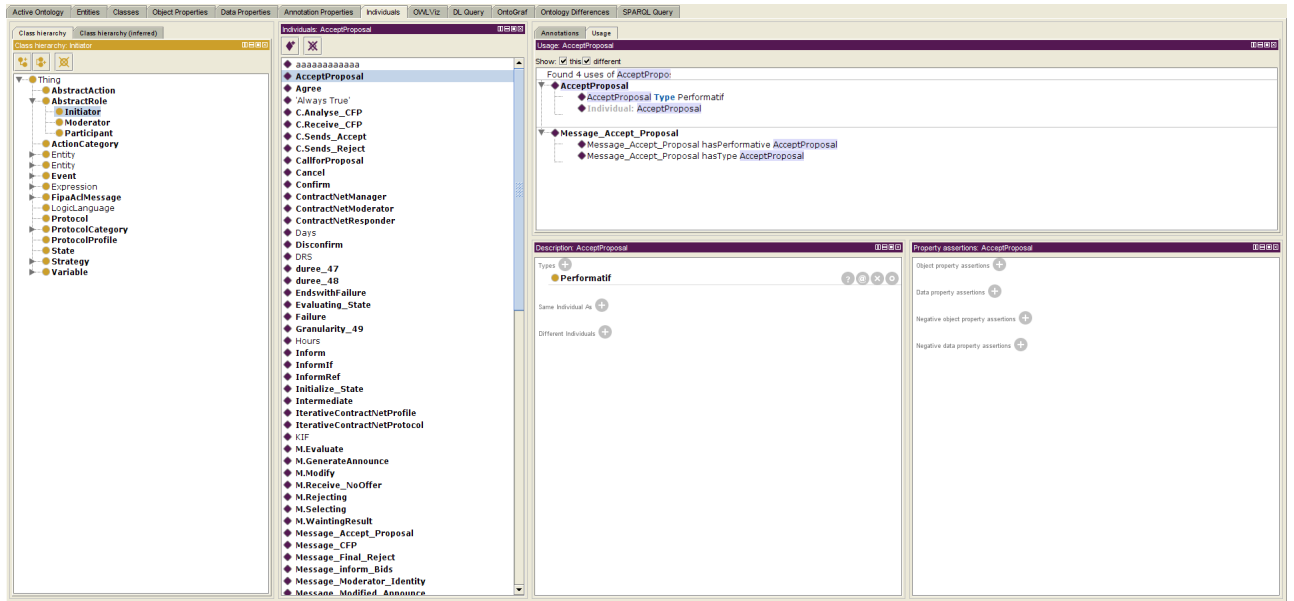 Active Ontology Entities Classes Object Properties Data Properties Annotation Properties Individuals OWLViz DL Query OntoGraf Ontology Differences SPARQL Query
Class hierarchy Class hierarchy (inferred)
Class hierarchy: Initiator
Thing
AbstractAction
AbstractRole
Initiator
Moderator
Participant
ActionCategory
Entity
Entity
Event
Expression
FipaAclMessage
LogicLanguage
Protocol
ProtocolCategory
ProtocolProfile
State
Strategy
Variable
Individuals: AcceptProposal
aaaaaaaaaaaa
AcceptProposal
Agree
'Always True'
C.Analyse_CFP
C.Receive_CFP
C.Sends_Accept
C.Sends_Reject
CallforProposal
Cancel
Confirm
ContractNetManager
ContractNetModerator
ContractNetResponder
Days
Disconfirm
DRS
duree_47
duree_48
EndswithFailure
Evaluating_State
Failure
Granularity_49
Hours
Inform
InformIf
InformRef
Initialize_State
Intermediate
IterativeContractNetProfile
IterativeContractNetProtocol
KIF
M.Evaluate
M.GenerateAnnounce
M.Modify
M.Receive_NoOffer
M.Rejecting
M.Selecting
M.WaintingResult
Message_Accept_Proposal
Message_CFP
Message_Final_Reject
Message_inform_Bids
Message_Moderator_Identity
Message_Modified_Announce
Annotations Usage
Usage: AcceptProposal
Show: this different
Found 4 uses of AcceptPropo
AcceptProposal
AcceptProposal Type Performatif
Individual: AcceptProposal
Message_Accept_Proposal
Message_Accept_Proposal hasPerformative AcceptProposal
Message_Accept_Proposal hasType AcceptProposal
Description: AcceptProposal
Types
Performatif
Same Individual As
Different Individuals
Property assertions: AcceptProposal
Object property assertions
Data property assertions
Negative object property assertions
Negative data property assertions